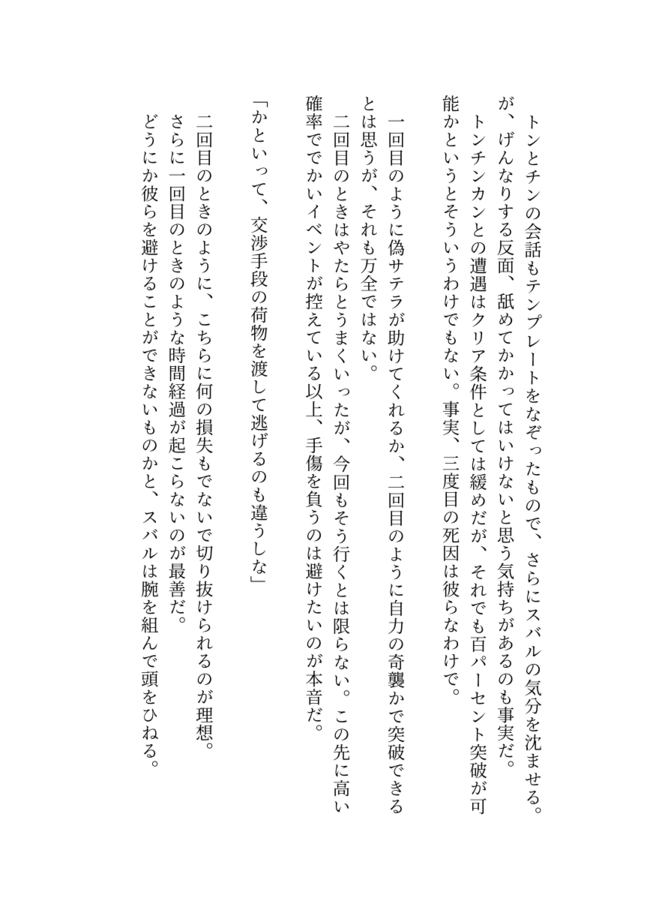 トンとチンの会話もテンプレートをなぞったもので、さらにスバルの気分を沈ませる。
が、げんなりする反面、舐めてかかってはいけないと思う気持ちがあるのも事実だ。
トンチンカンとの遭遇はクリア条件としては緩めだが、それでも百パーセント突破が可
能かというとそういうわけでもない。事実、三度目の死因は彼らなわけで。
一回目のように偽サテラが助けてくれるか、二回目のように自力の奇襲かで突破できる
とは思うが、それも万全ではない。
二回目のときはやたらとうまくいったが、今回もそう行くとは限らない。この先に高い
確率ででかいイベントが控えている以上、手傷を負うのは避けたいのが本音だ。
「かといって、交渉手段の荷物を渡して逃げるのも違うしな」
二回目のときのように、こちらに何の損失もでないで切り抜けられるのが理想。
さらに一回目のときのような時間経過が起こらないのが最善だ。
どうにか彼らを避けることができないものかと、スバルは腕を組んで頭をひねる。